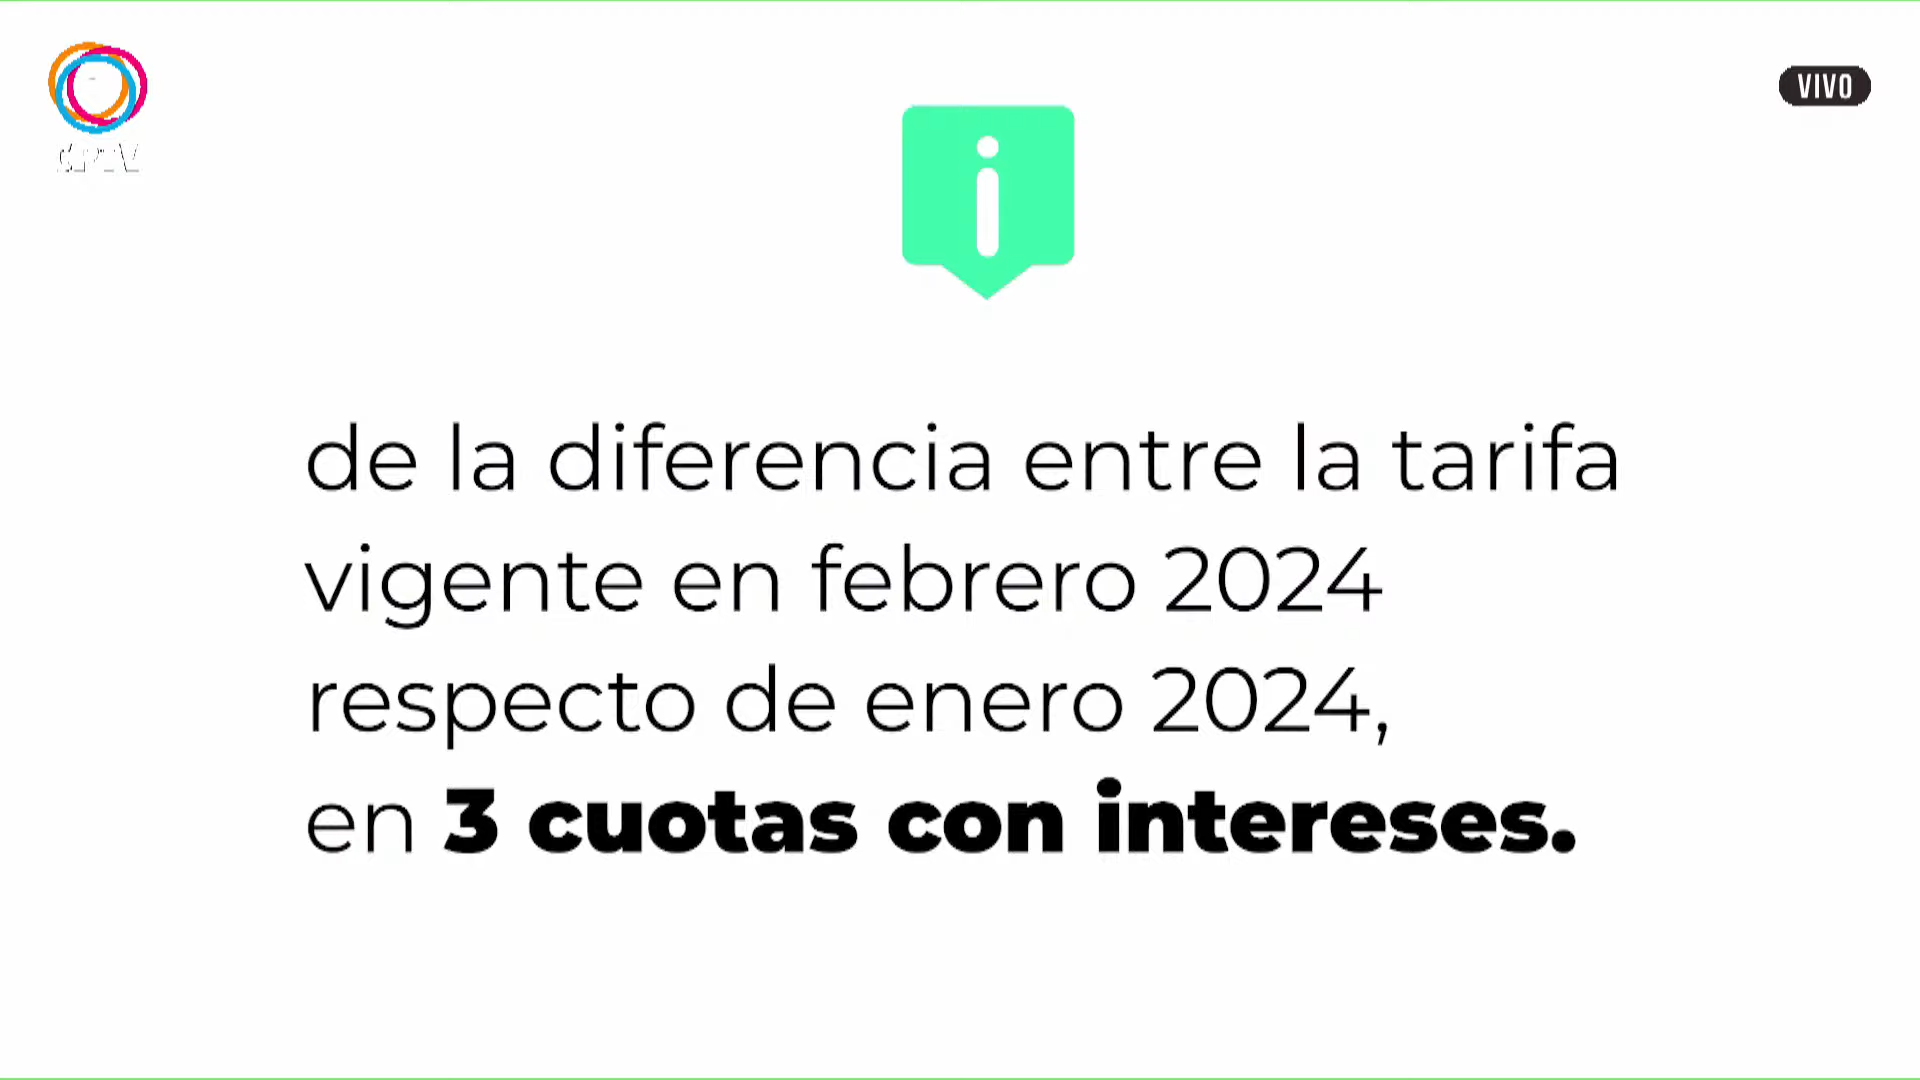 VIVO
i
de la diferencia entre la tarifa
vigente en febrero 2024
respecto de enero 2024,
en 3 cuotas con intereses.